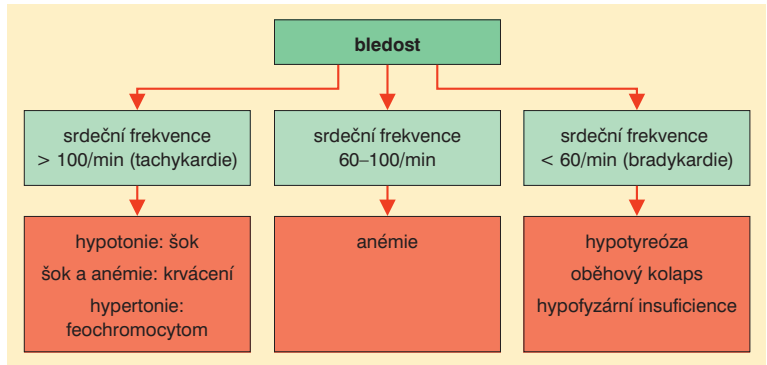 bledost
srdeční frekvence
> 100/min (tachykardie)
srdeční frekvence
60–100/min
srdeční frekvence
< 60/min (bradykardie)
hypotonie: šok
šok a anémie: krvácení
hypertonie:
feochromocytom
anémie
hypotyreóza
oběhový kolaps
hypofyzární insuficience